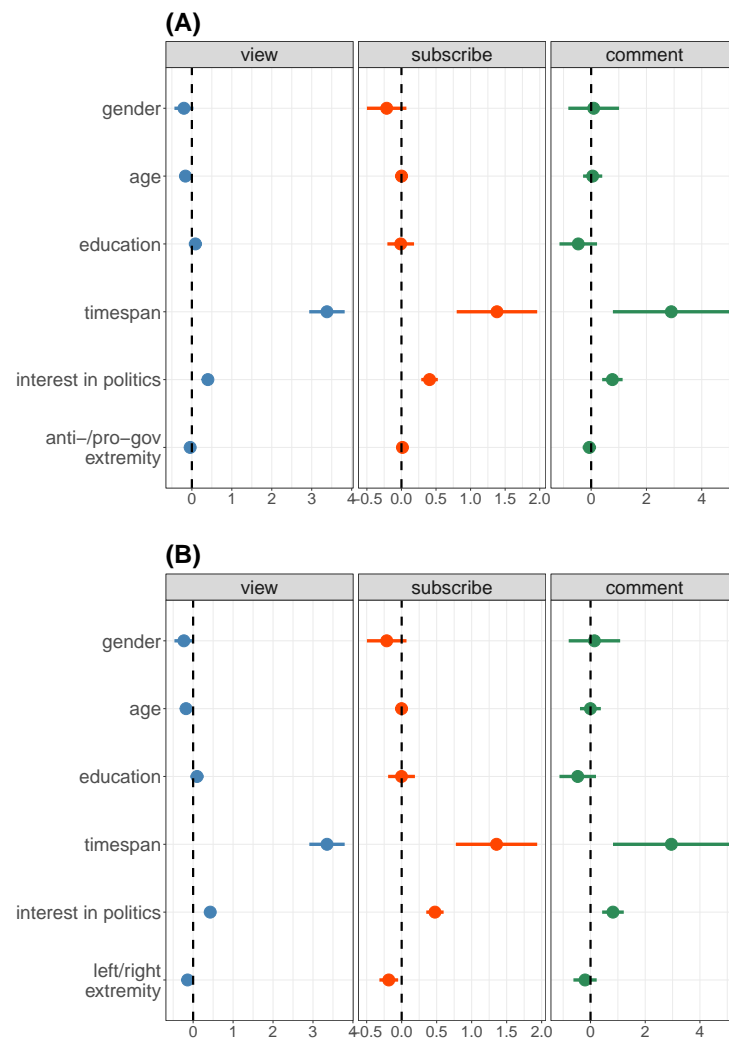 (A)
view subscribe comment
gender
age
education
timespan
interest in politics
anti−/pro−gov
extremity
0 1 2 3 4 −0.5 0.0 0.5 1.0 1.5 2.0 0 2 4
(B)
view subscribe comment
gender
age
education
timespan
interest in politics
left/right
extremity
0 1 2 3 4 −0.5 0.0 0.5 1.0 1.5 2.0 0 2 4